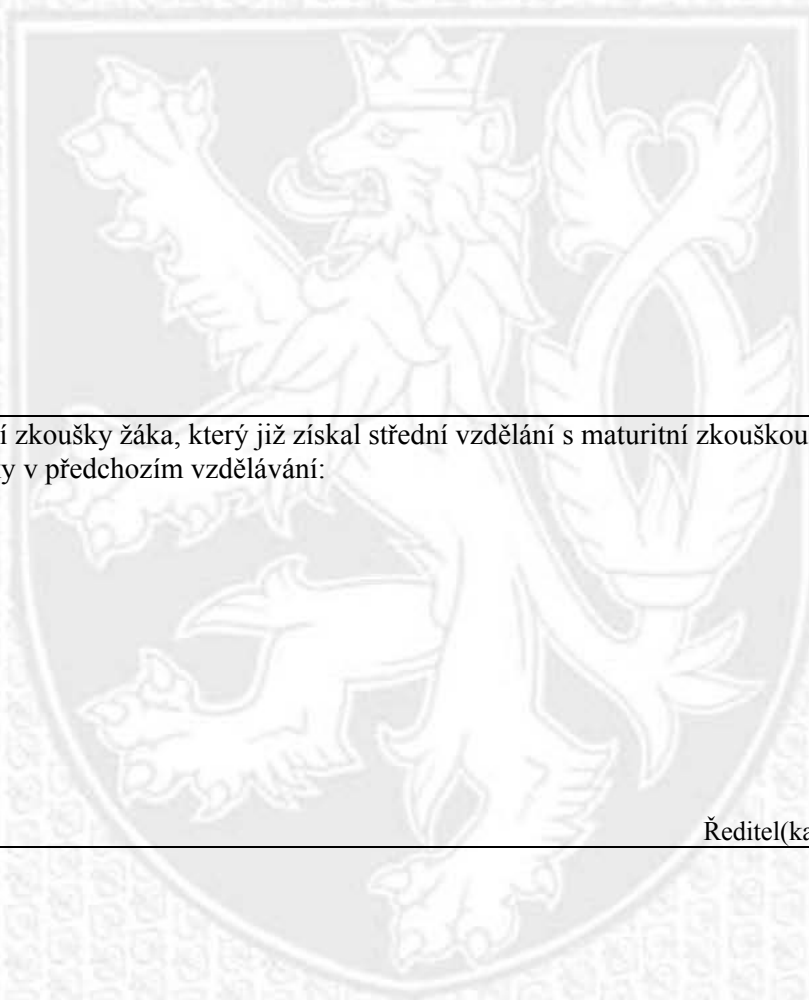 í zkoušky žáka, který již získal střední vzdělání s maturitní zkouškou
y v předchozím vzdělávání:
Ředitel(ka